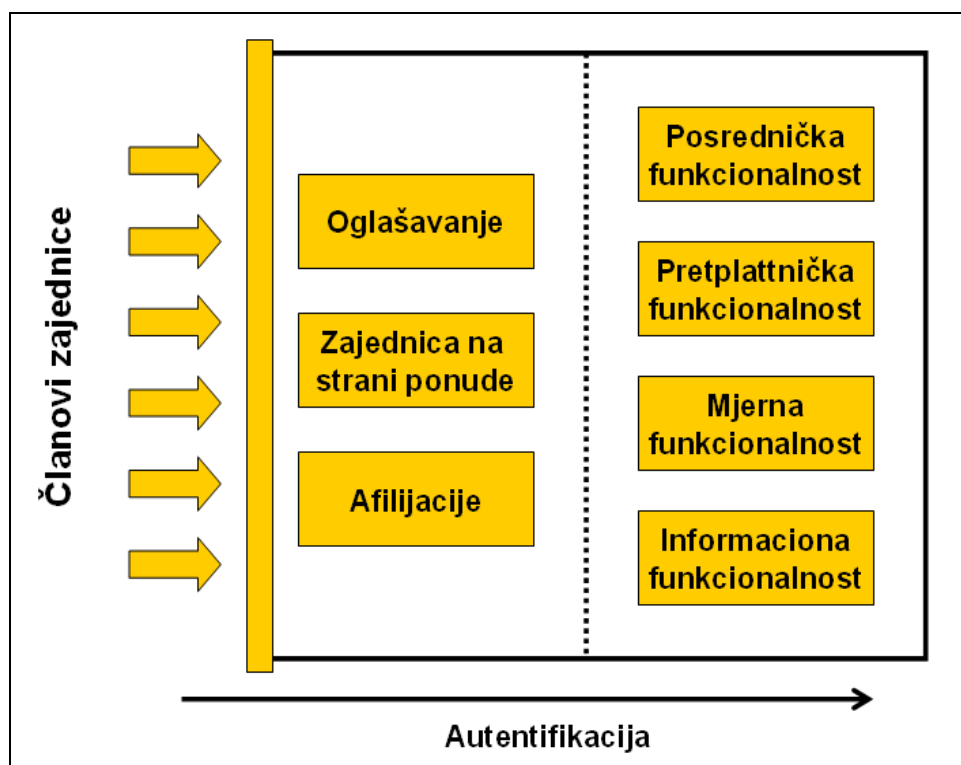 Članovi zajednice
Oglašavanje
Zajednica na
strani ponude
Afilijacije
Posrednička
funkcionalnost
Pretplattnička
funkcionalnost
Mjerna
funkcionalnost
Informaciona
funkcionalnost
Autentifikacija